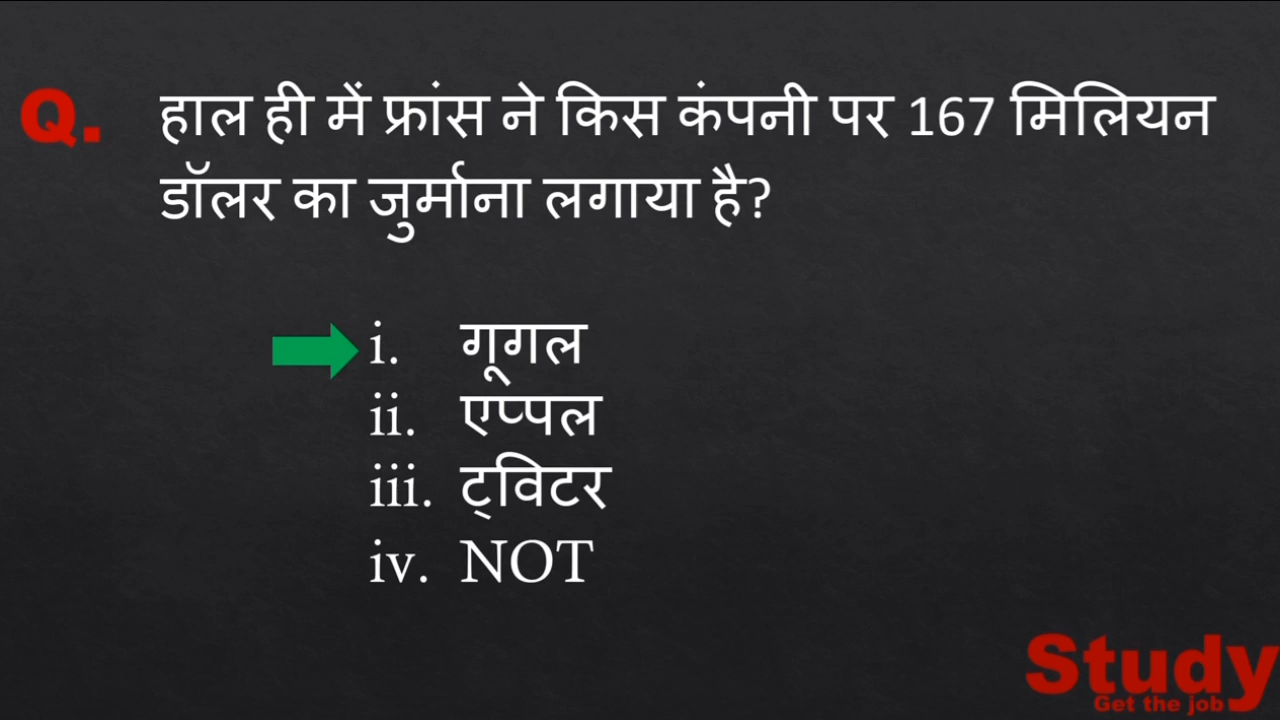 Q. हाल ही में फ्रांस ने किस कंपनी पर 167 मिलियन
डॉलर का जुर्माना लगाया है?
i. गूगल
ii. एप्पल
iii. ट्विटर
iv. NOT
Study
Get the job